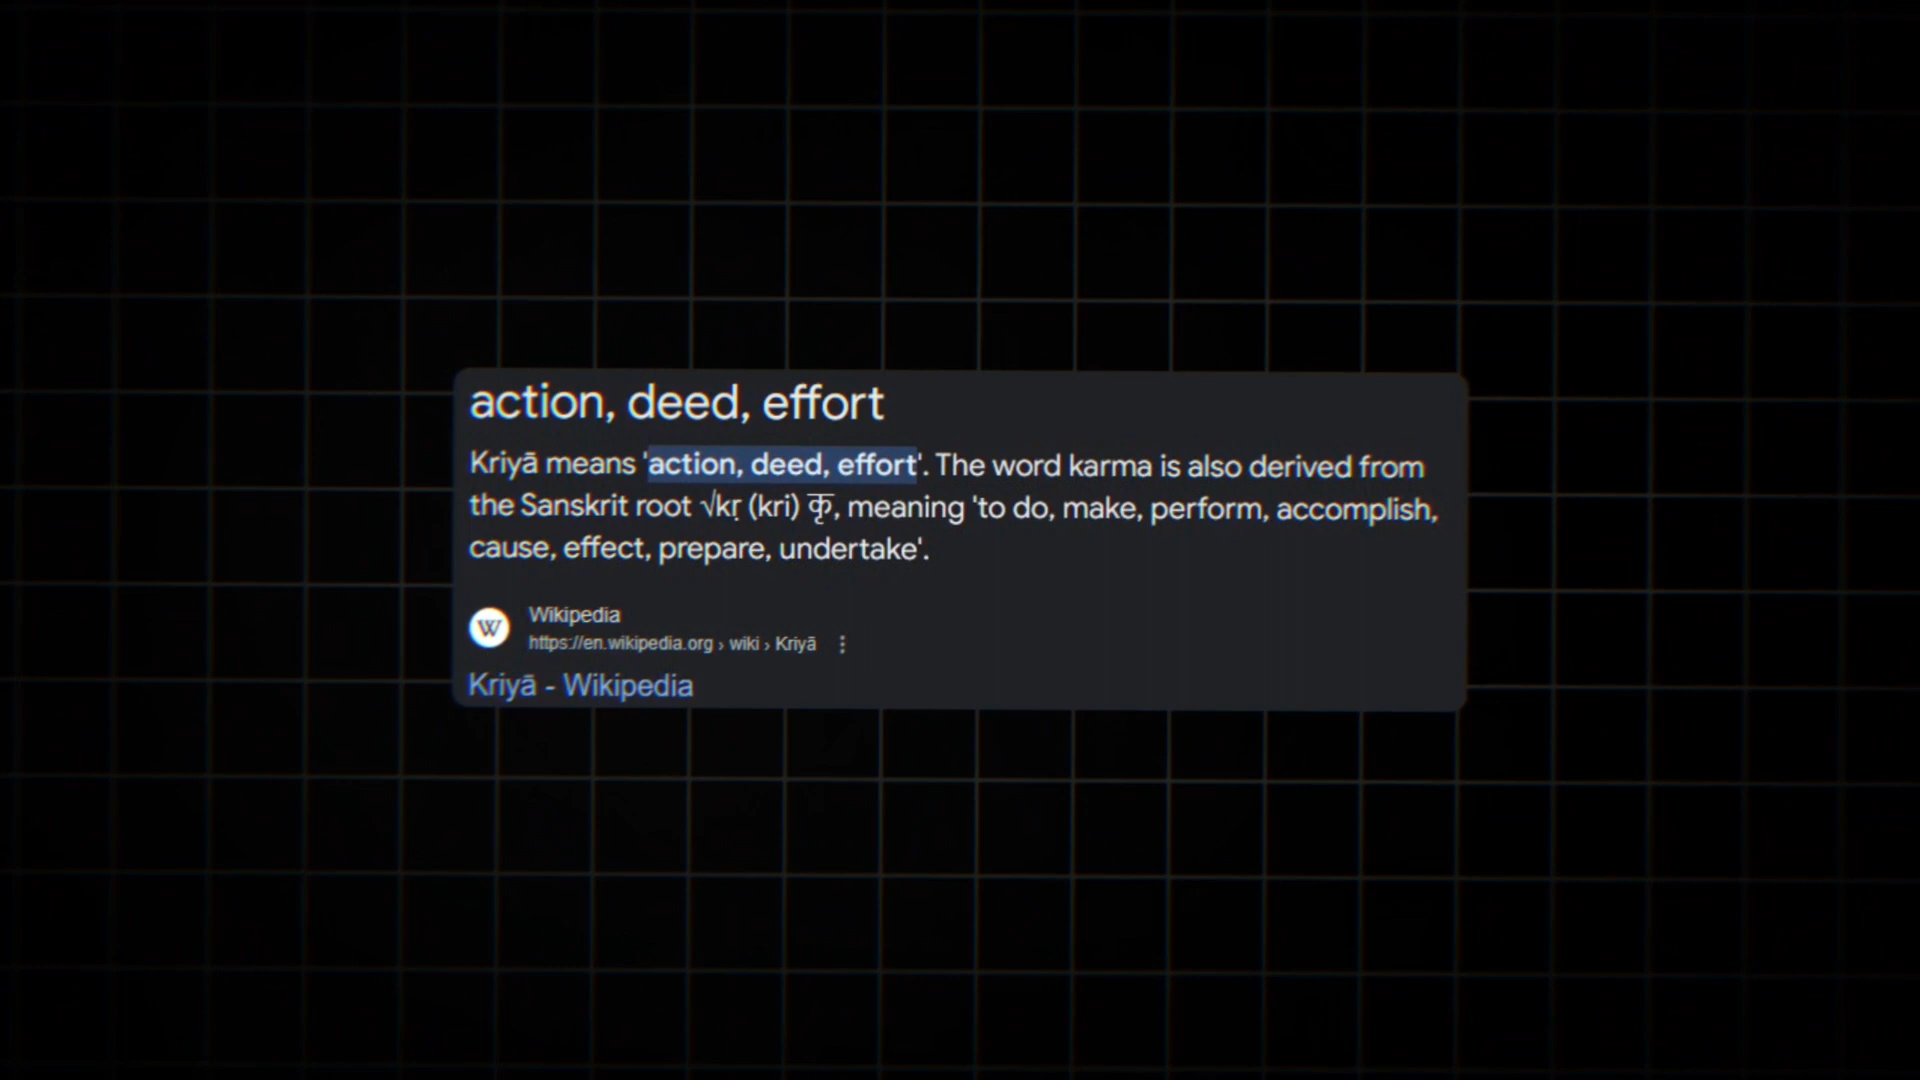 action, deed, effort
Kriyā means 'action, deed, effort'. The word karma is also derived from
the Sanskrit root √kṛ (kri) कृ, meaning 'to do, make, perform, accomplish,
cause, effect, prepare, undertake'.
W
Wikipedia
https://en.wikipedia.org › wiki › Kriyā
Kriyā - Wikipedia